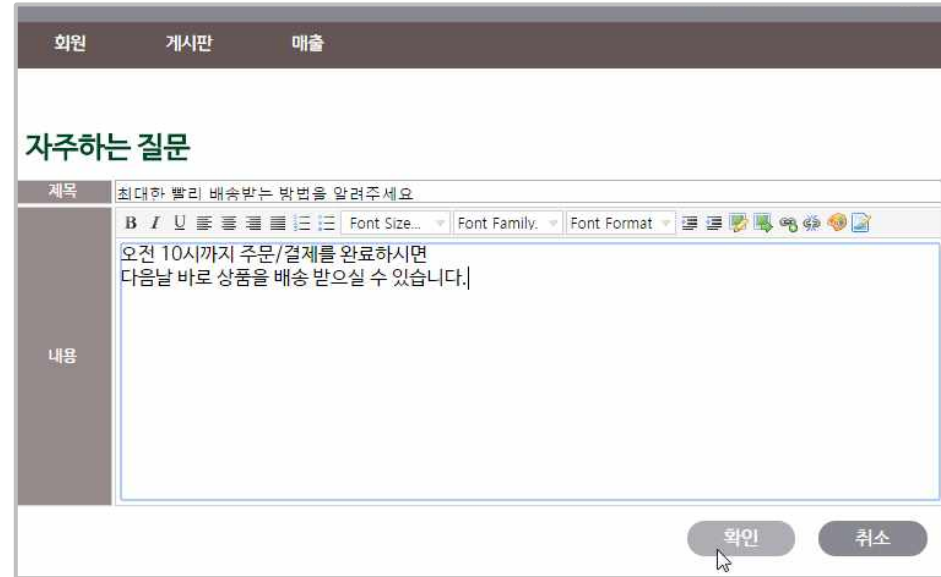 회원 게시판 매출
자주하는 질문
제목 최대한 빨리 배송받는 방법을 알려주세요
B I U Font Size... Font Family. Font Format
내용 오전 10시까지 주문/결제를 완료하시면
다음날 바로 상품을 배송 받으실 수 있습니다.
확인 취소